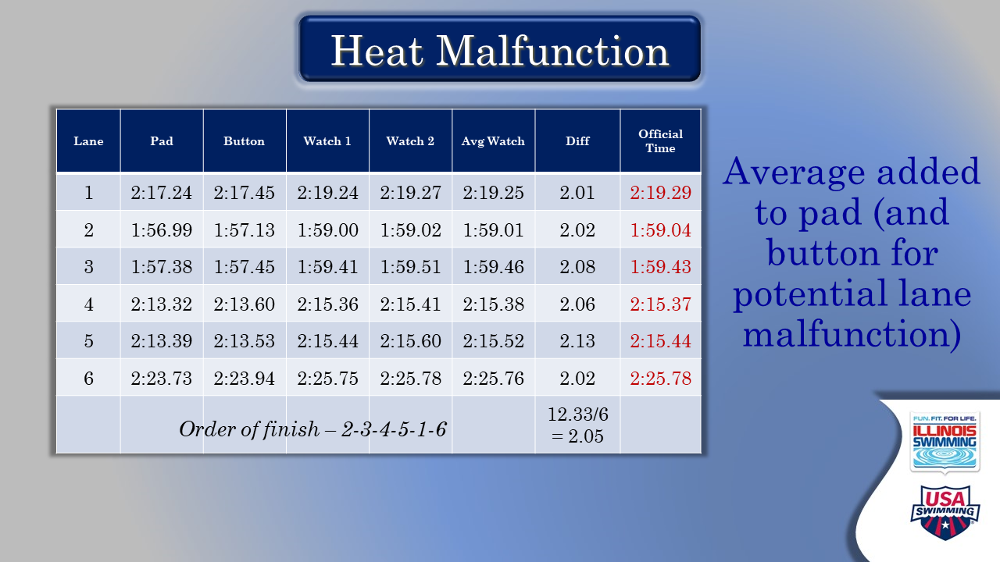 Heat Malfunction
Lane Pad Button Watch 1 Watch 2 Avg Watch Diff Official Time
1 2:17.24 2:17.45 2:19.24 2:19.27 2:19.25 2.01 2:19.29
2 1:56.99 1:57.13 1:59.00 1:59.02 1:59.01 2.02 1:59.04
3 1:57.38 1:57.45 1:59.41 1:59.51 1:59.46 2.08 1:59.43
4 2:13.32 2:13.60 2:15.36 2:15.41 2:15.38 2.06 2:15.37
5 2:13.39 2:13.53 2:15.44 2:15.60 2:15.52 2.13 2:15.44
6 2:23.73 2:23.94 2:25.75 2:25.78 2:25.76 2.02 2:25.78
Order of finish – 2-3-4-5-1-6 12.33/6
= 2.05
Average added
to pad (and
button for
potential lane
malfunction)
FUN. FIT. FOR LIFE.
ILLINOIS
SWIMMING
USA
SWIMMING